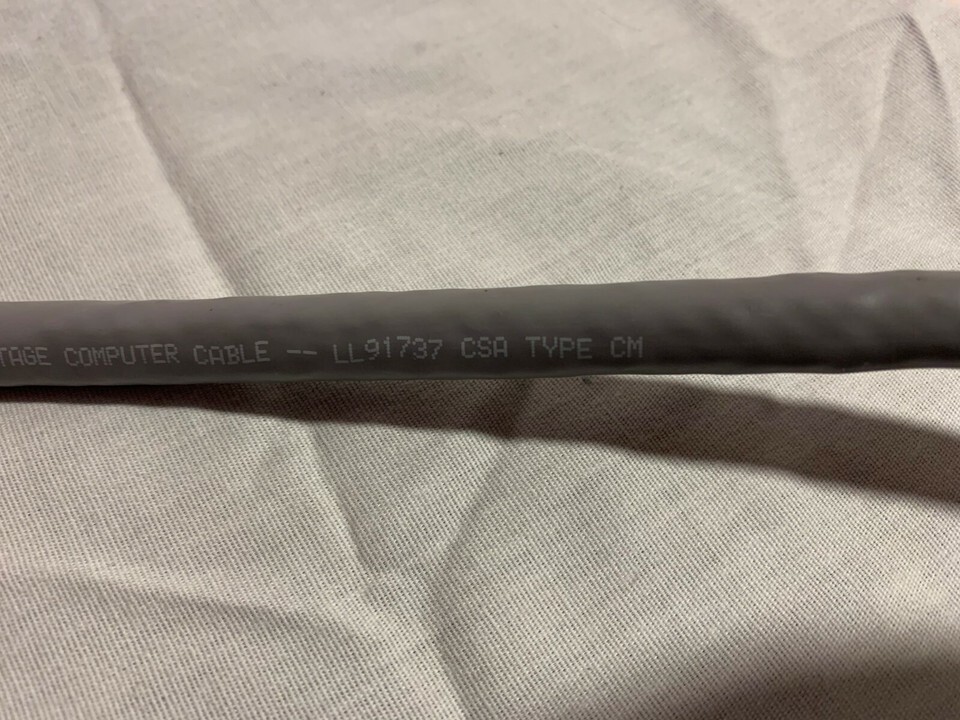 TAGE COMPUTER CABLE -- LL91737 CSA TYPE CM